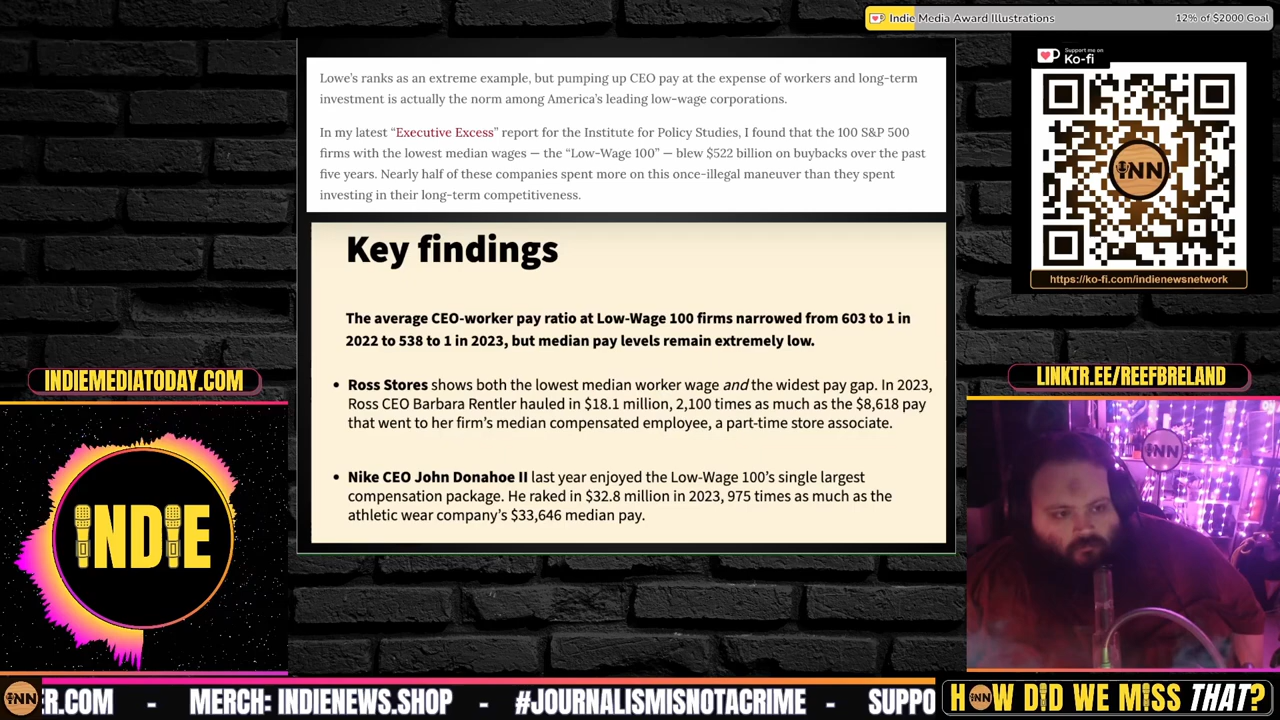 Indie Media Award Illustrations
12% of $2000 Goal
Lowe’s ranks as an extreme example, but pumping up CEO pay at the expense of workers and long-term
investment is actually the norm among America’s leading low-wage corporations.
In my latest “Executive Excess” report for the Institute for Policy Studies, I found that the 100 S&P 500
firms with the lowest median wages — the “Low-Wage 100” — blew $522 billion on buybacks over the past
five years. Nearly half of these companies spent more on this once-illegal maneuver than they spent
investing in their long-term competitiveness.
Support me on
Ko-fi
iNN
https://ko-fi.com/indienewsnetwork
Key findings
The average CEO-worker pay ratio at Low-Wage 100 firms narrowed from 603 to 1 in
2022 to 538 to 1 in 2023, but median pay levels remain extremely low.
• Ross Stores shows both the lowest median worker wage and the widest pay gap. In 2023,
Ross CEO Barbara Rentler hauled in $18.1 million, 2,100 times as much as the $8,618 pay
that went to her firm’s median compensated employee, a part-time store associate.
• Nike CEO John Donahoe II last year enjoyed the Low-Wage 100’s single largest
compensation package. He raked in $32.8 million in 2023, 975 times as much as the
athletic wear company’s $33,646 median pay.
INDIEMEDIATODAY.COM
INDIE
LINKTR.EE/REEFBRELAND
iNN
iNN
ER.COM - MERCH: INDIENEWS.SHOP - #JOURNALISMISNOTACRIME - SUPPO
HOW DID WE MISS THAT?
iNN